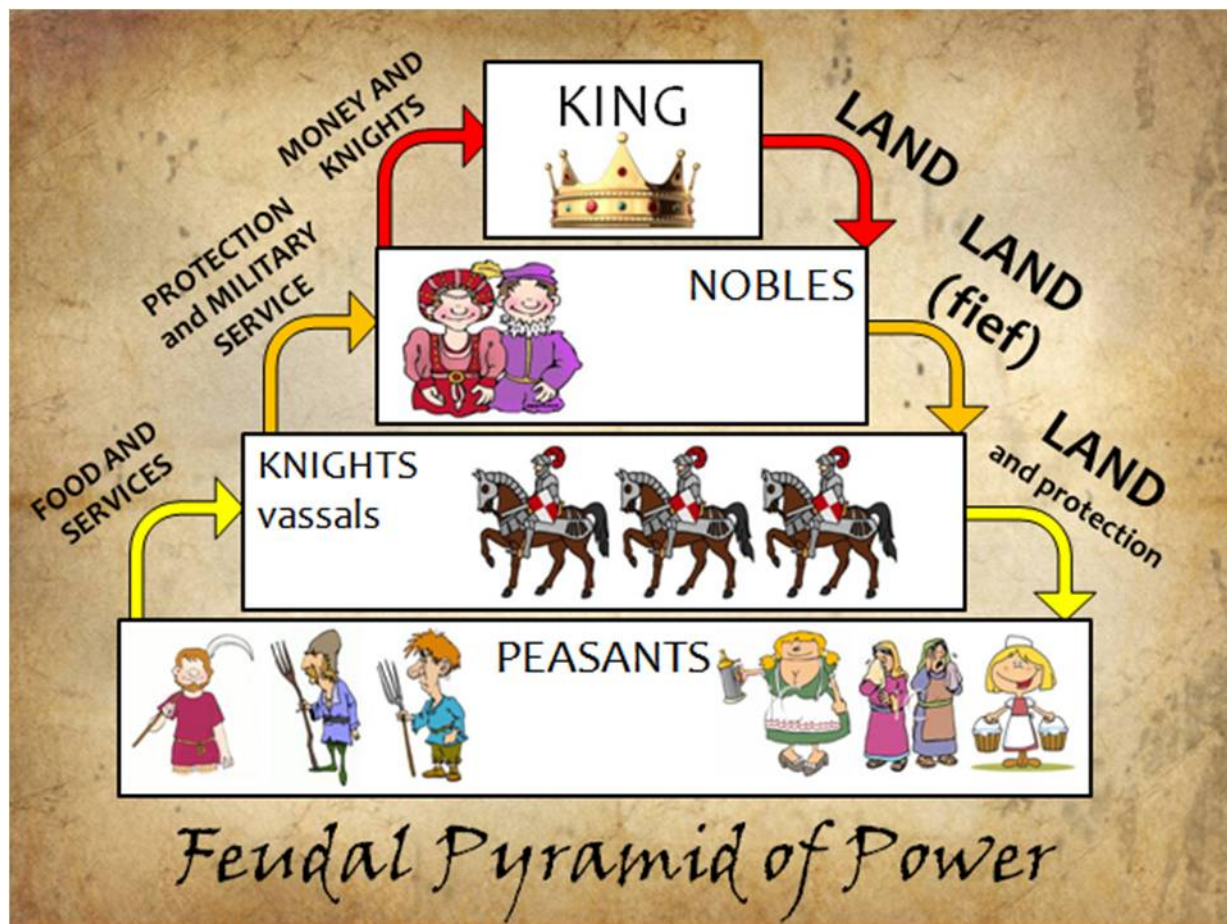 MONEY AND
KNIGHTS
KING
LAND
PROTECTION
and MILITARY
SERVICE
NOBLES
LAND
(fief)
FOOD AND
SERVICES
KNIGHTS
vassals
LAND
and protection
PEASANTS
Feudal Pyramid of Power